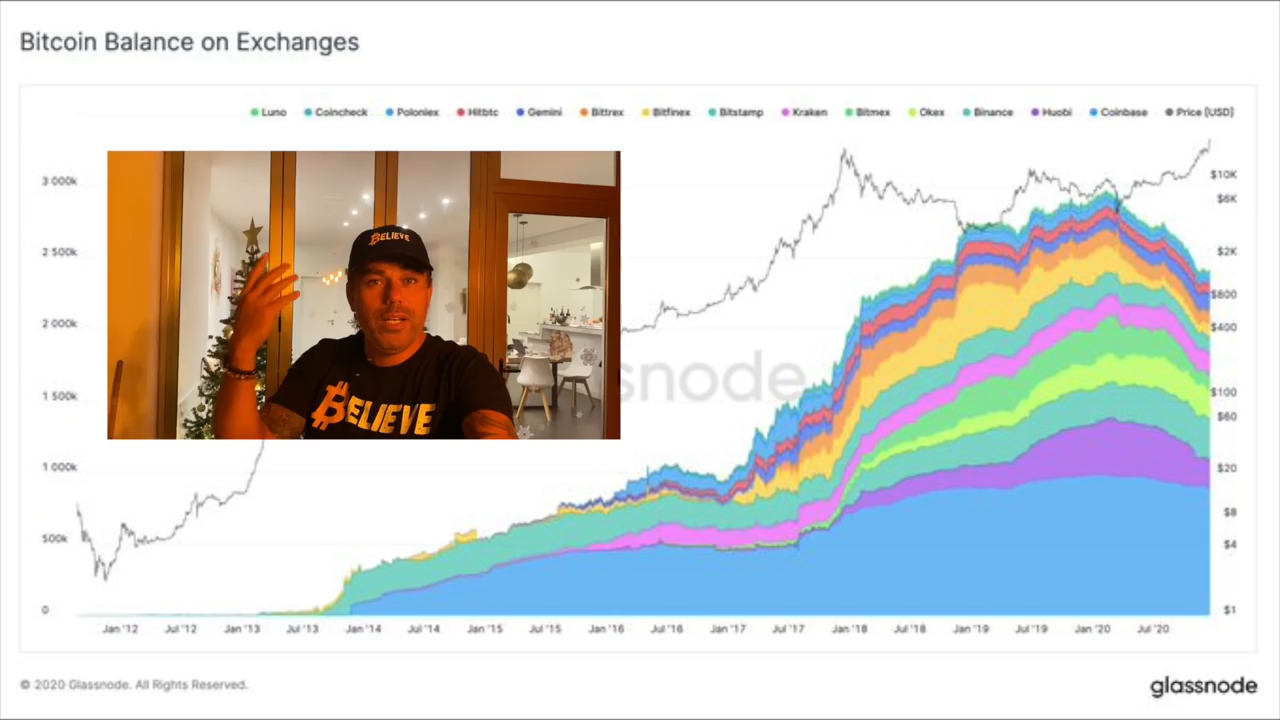 Bitcoin Balance on Exchanges
Luno Coincheck Poloniex Hitbtc Gemini Bittrex Bitfinex Bitstamp Kraken Bitmex Okex Binance Huobi Coinbase Price [USD]
3 000k
2 500k
2 000k
1 500k
1 000k
500k
0
$10K
$6K
$2K
$800
$400
$100
$60
$20
$8
$4
$1
BELIEVE
BELIEVE
snode
Jan '12 Jul '12 Jan '13 Jul '13 Jan '14 Jul '14 Jan '15 Jul '15 Jan '16 Jul '16 Jan '17 Jul '17 Jan '18 Jul '18 Jan '19 Jul '19 Jan '20 Jul '20
© 2020 Glassnode. All Rights Reserved.
glassnode